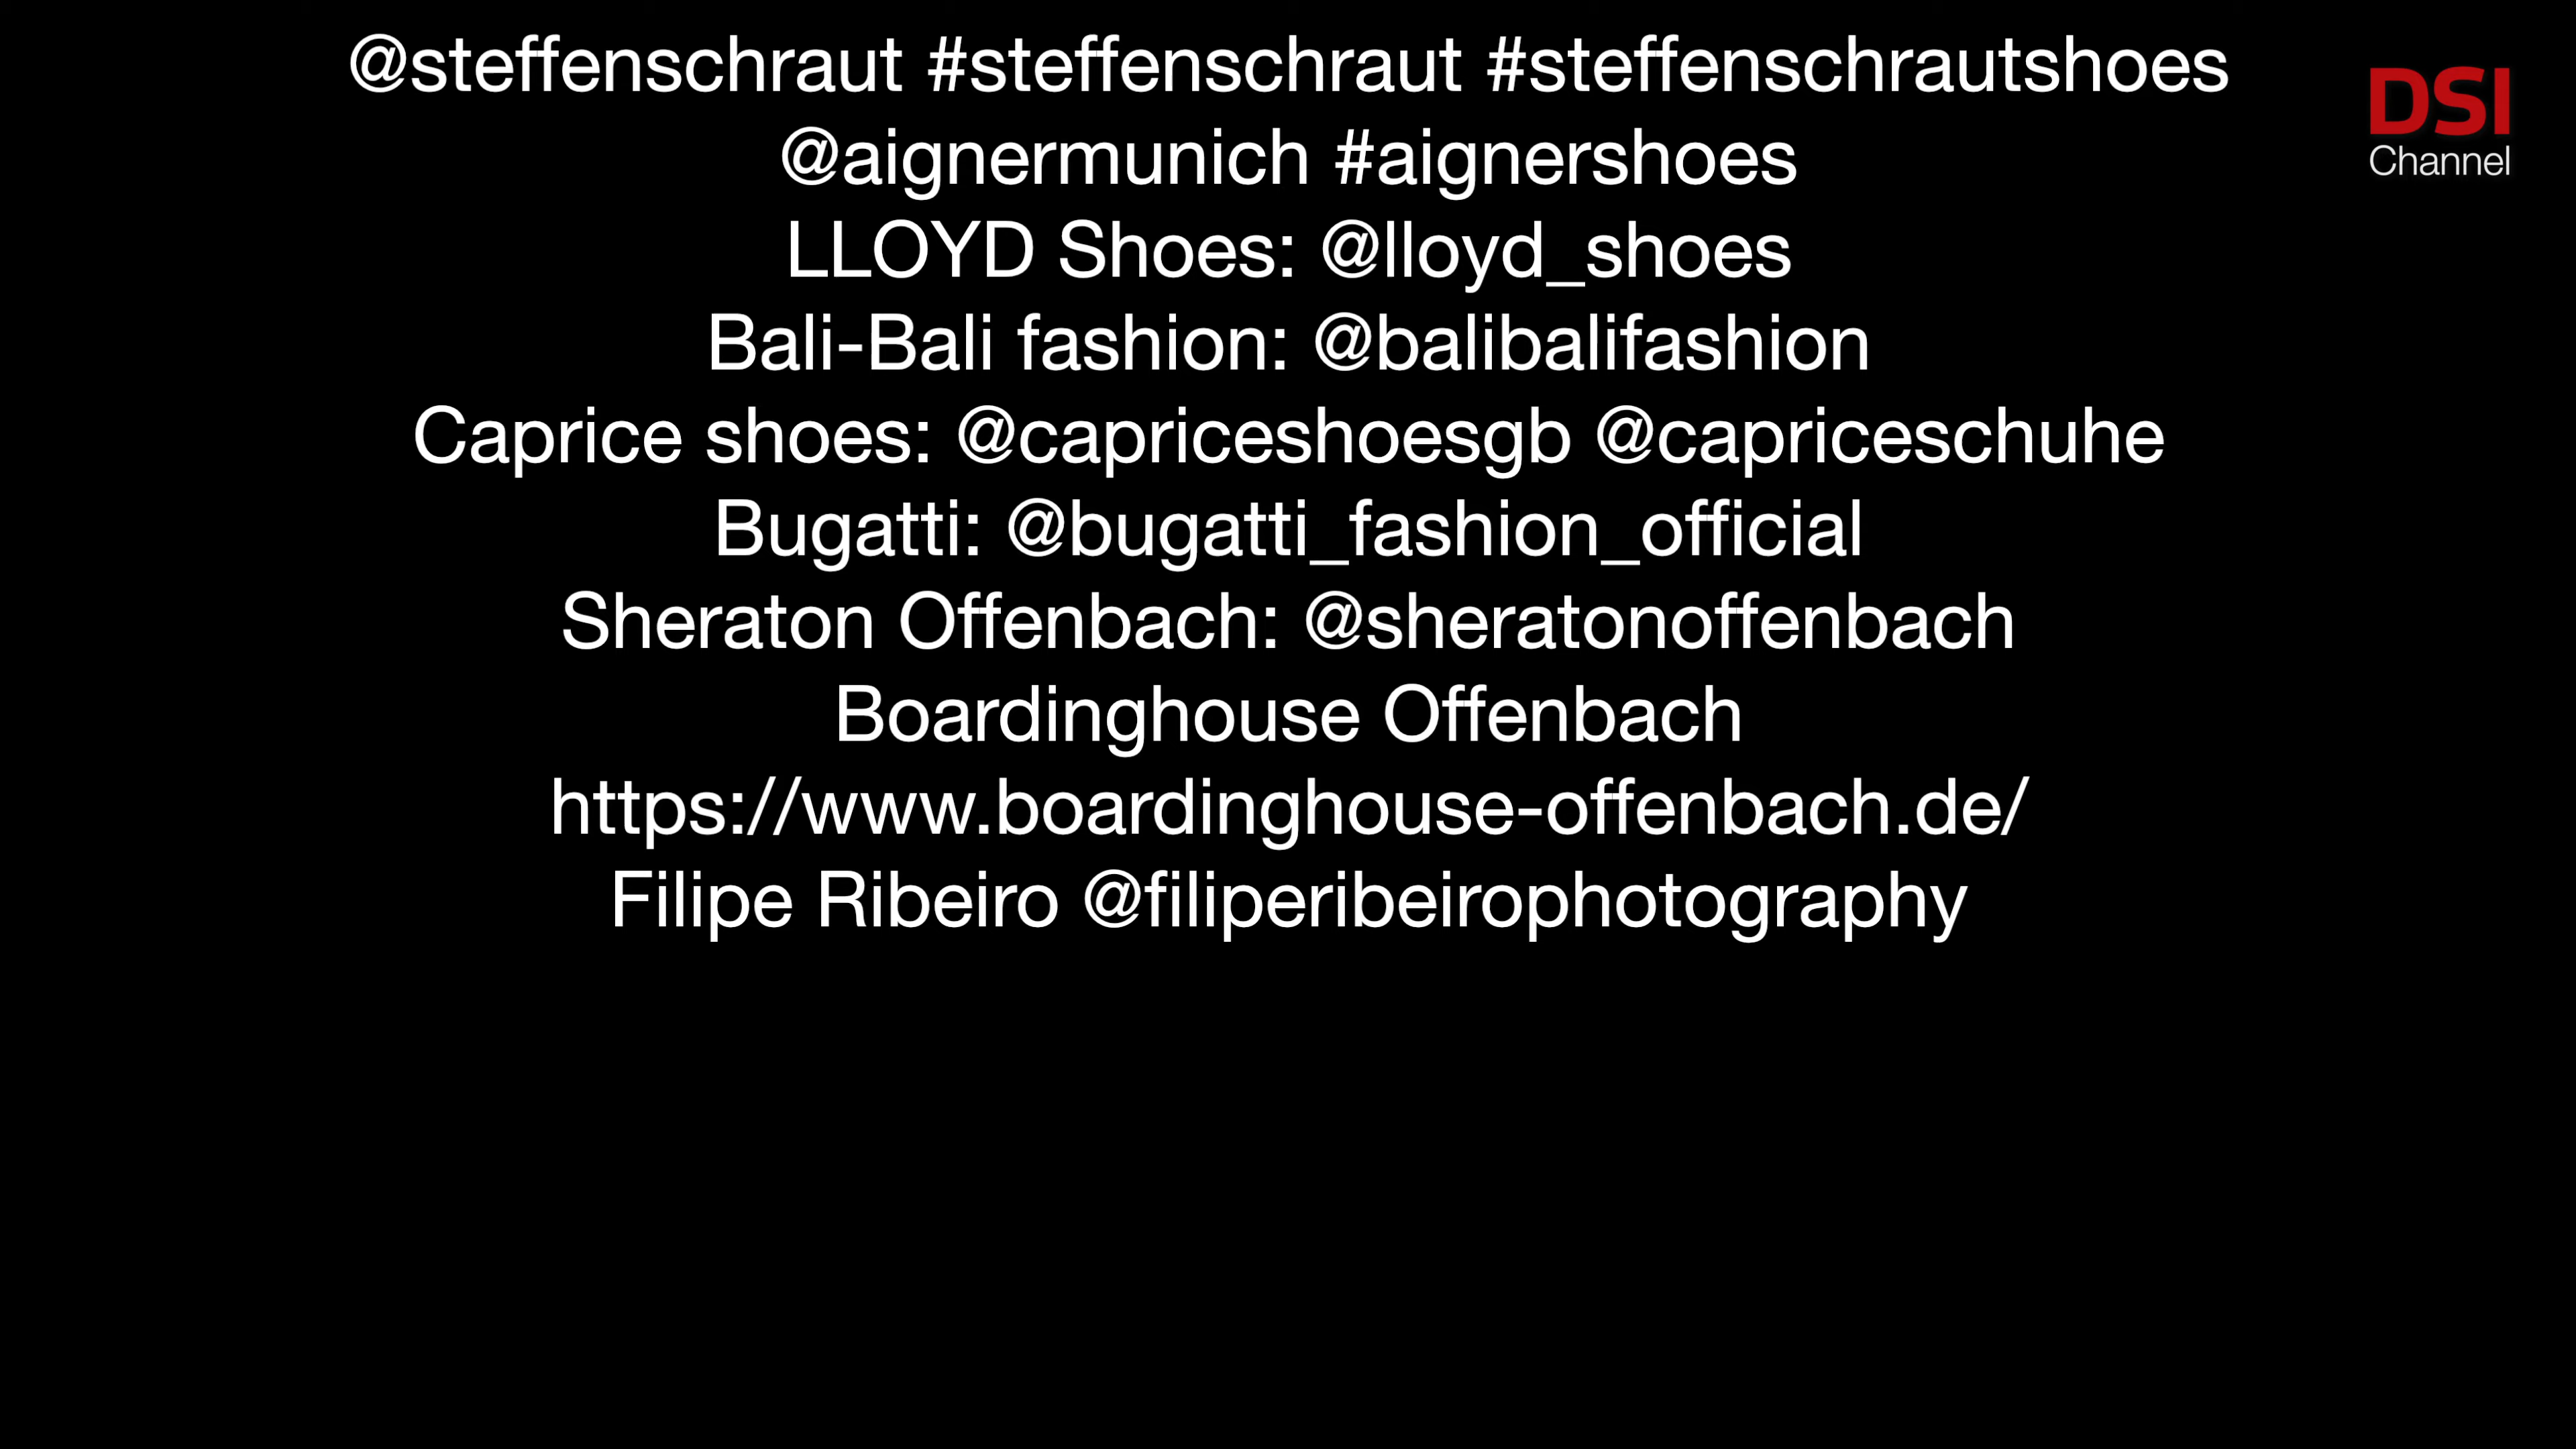 @steffenschraut #steffenschraut #steffenschrautshoes
DSI
Channel
@aignermunich #aignershoes
LLOYD Shoes: @lloyd_shoes
Bali-Bali fashion: @balibalifashion
Caprice shoes: @capriceshoesgb @capriceschuhe
Bugatti: @bugatti_fashion_official
Sheraton Offenbach: @sheratonoffenbach
Boardinghouse Offenbach
https://www.boardinghouse-offenbach.de/
Filipe Ribeiro @filiperibeirophotography